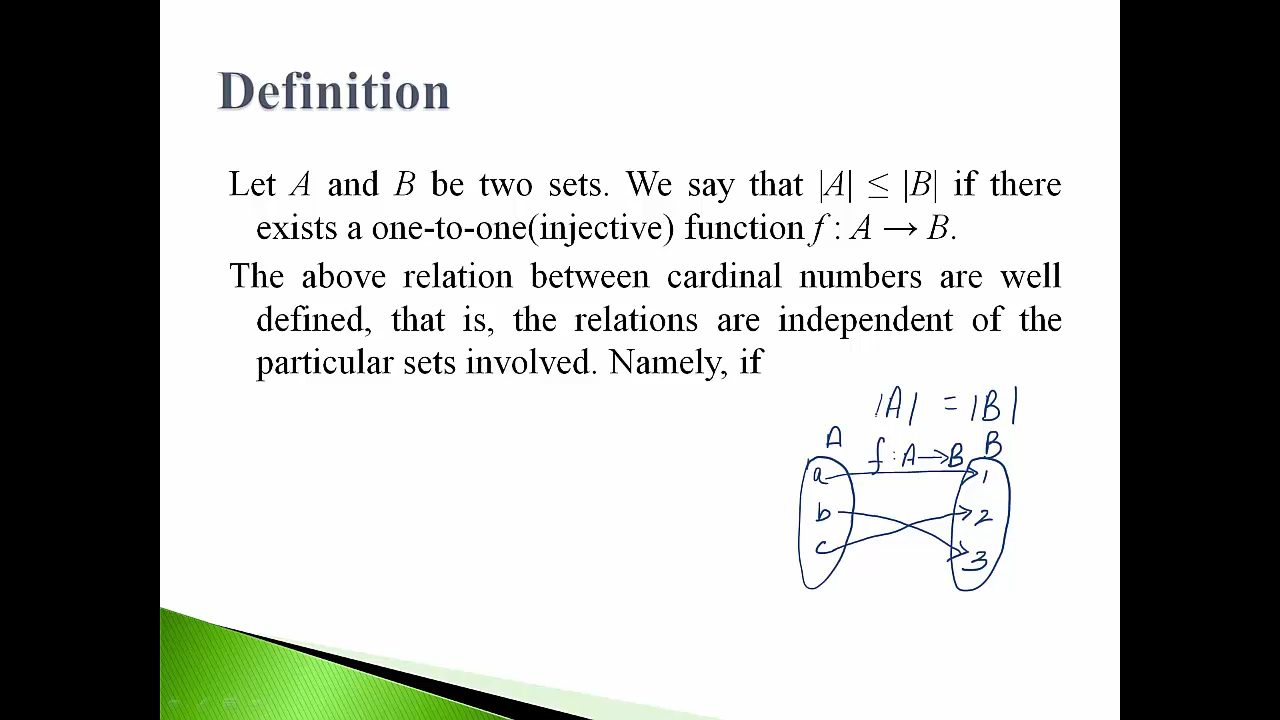 Definition
Let A and B be two sets. We say that |A| ≤ |B| if there
exists a one-to-one(injective) function f : A → B.
The above relation between cardinal numbers are well
defined, that is, the relations are independent of the
particular sets involved. Namely, if
|A| = |B|
A f : A → B B
a 1
b 2
c 3